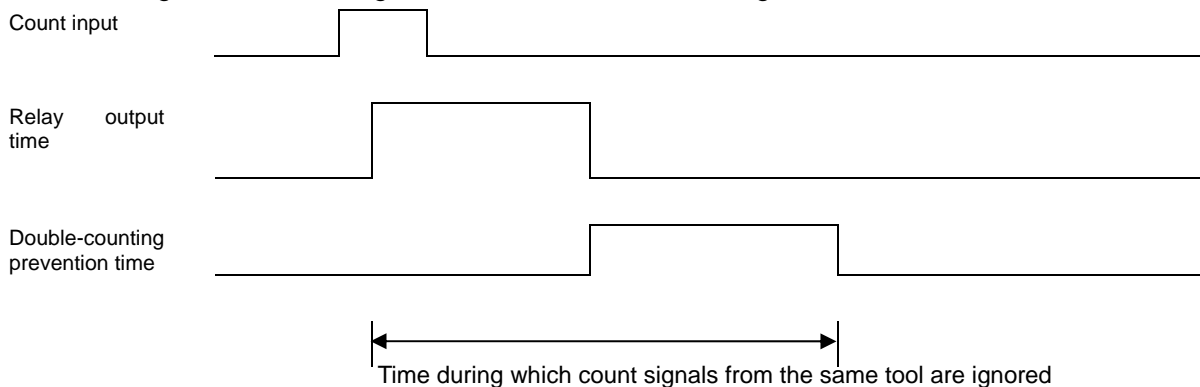 Count input
Relay output
time
Double-counting
prevention time
Time during which count signals from the same tool are ignored